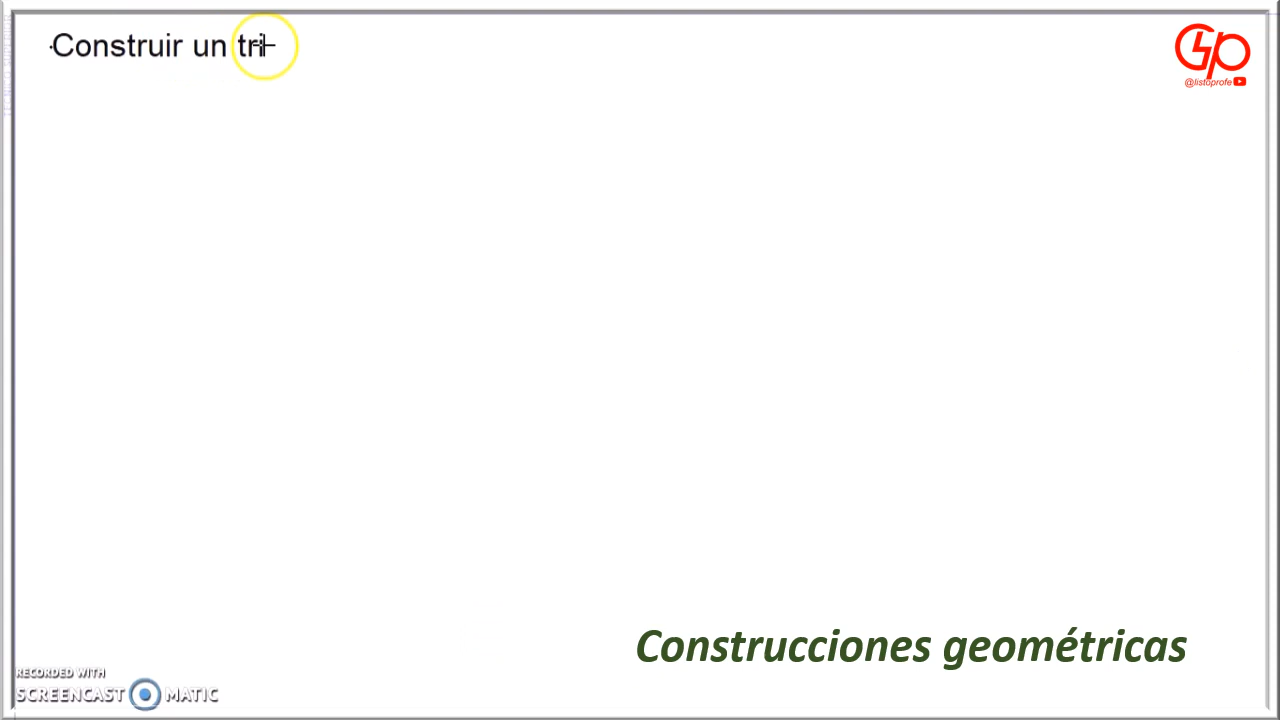 ·Construir un tri
@listoprofe
Construcciones geométricas
RECORDED WITH
SCREENCAST MATIC